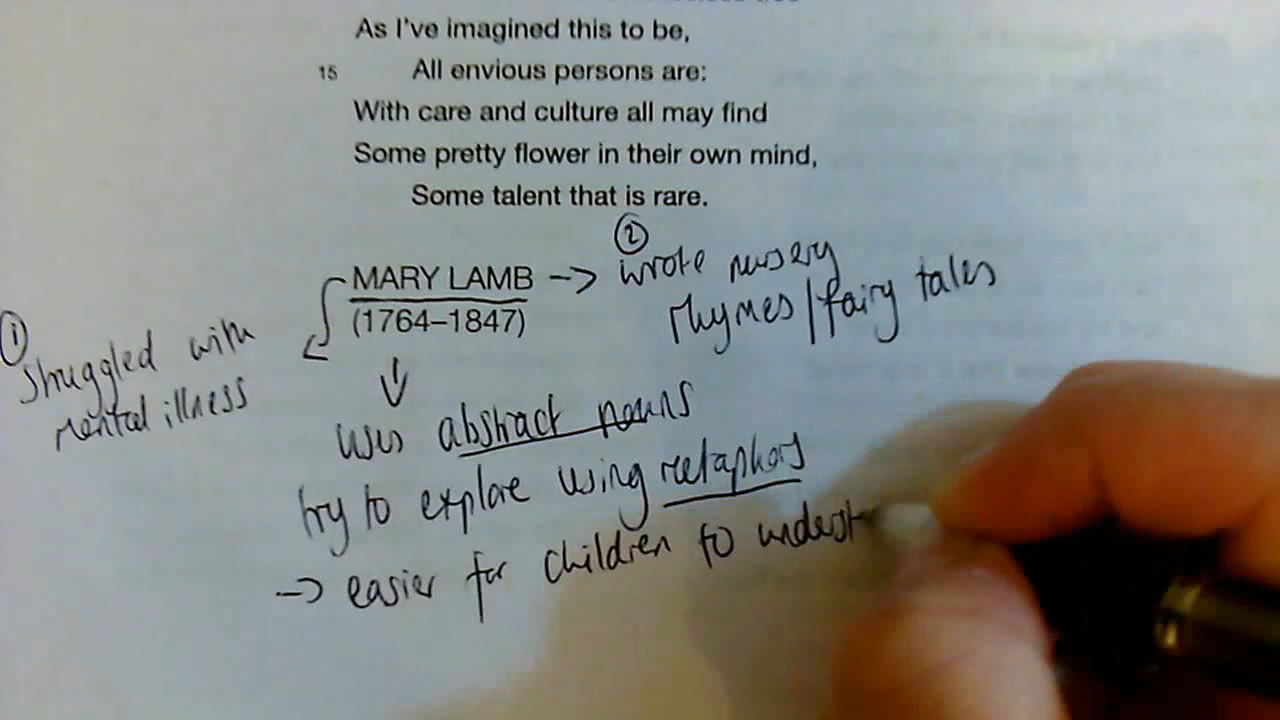 As I've imagined this to be,
15 All envious persons are:
With care and culture all may find
Some pretty flower in their own mind,
Some talent that is rare.
②
MARY LAMB -> wrote nursery
rhymes/fairy tales
(1764–1847)
①
struggled with
mental illness
uses abstract nouns
try to explore using metaphors
-> easier for children to underst